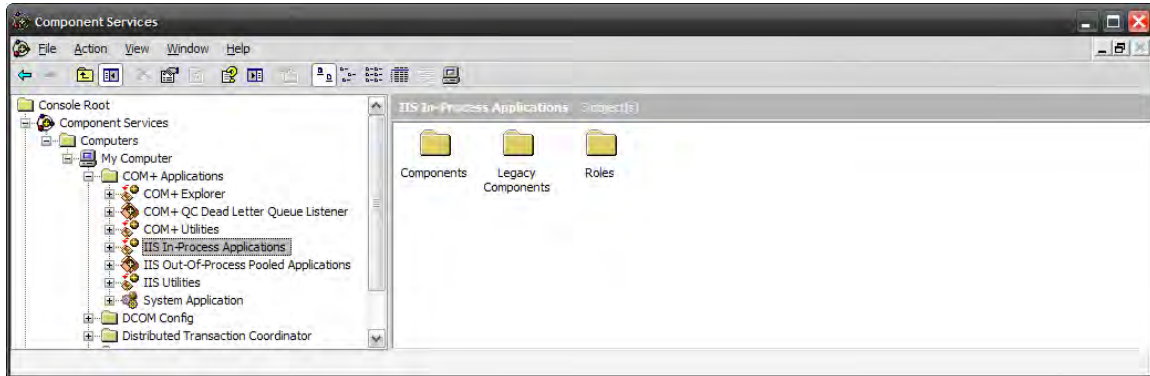 Component Services
File Action View Window Help
Console Root
IIS In-Process Applications 3 object(s)
Component Services
Computers
My Computer
COM+ Applications
COM+ Explorer
COM+ QC Dead Letter Queue Listener
COM+ Utilities
IIS In-Process Applications
IIS Out-Of-Process Pooled Applications
IIS Utilities
System Application
DCOM Config
Distributed Transaction Coordinator
Components
Legacy
Components
Roles